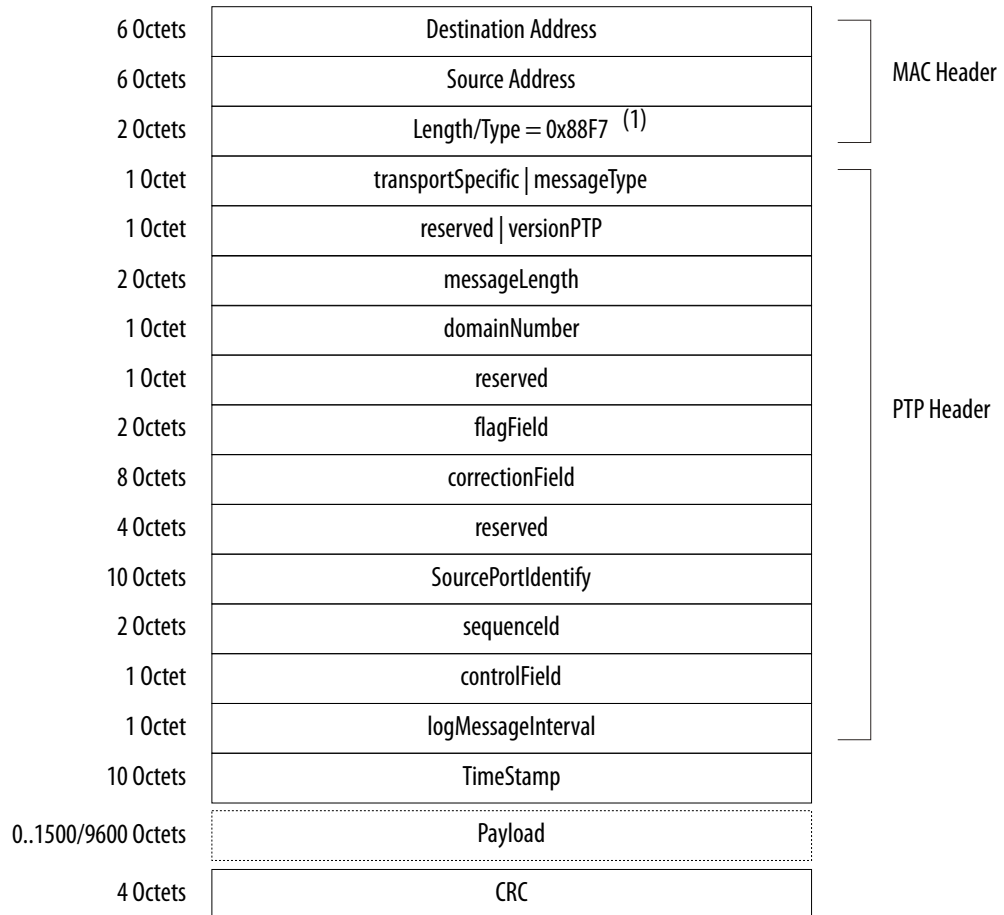 6 Octets Destination Address
6 Octets Source Address
MAC Header
2 Octets Length/Type = 0x88F7 (1)
1 Octet transportSpecific | messageType
1 Octet reserved | versionPTP
2 Octets messageLength
1 Octet domainNumber
1 Octet reserved
2 Octets flagField
PTP Header
8 Octets correctionField
4 Octets reserved
10 Octets SourcePortIdentify
2 Octets sequenceId
1 Octet controlField
1 Octet logMessageInterval
10 Octets TimeStamp
0..1500/9600 Octets Payload
4 Octets CRC